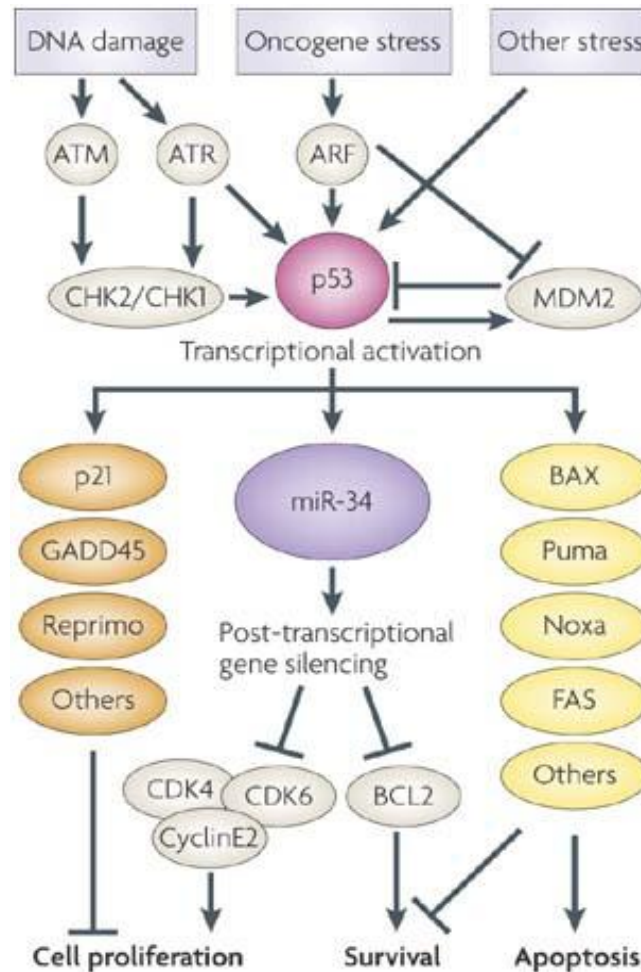 DNA damage
Oncogene stress
Other stress
ATM
ATR
ARF
CHK2/CHK1
p53
MDM2
Transcriptional activation
p21
miR-34
BAX
GADD45
Puma
Reprimo
Post-transcriptional
gene silencing
Noxa
Others
FAS
CDK4
CDK6
BCL2
Others
CyclinE2
Cell proliferation
Survival
Apoptosis